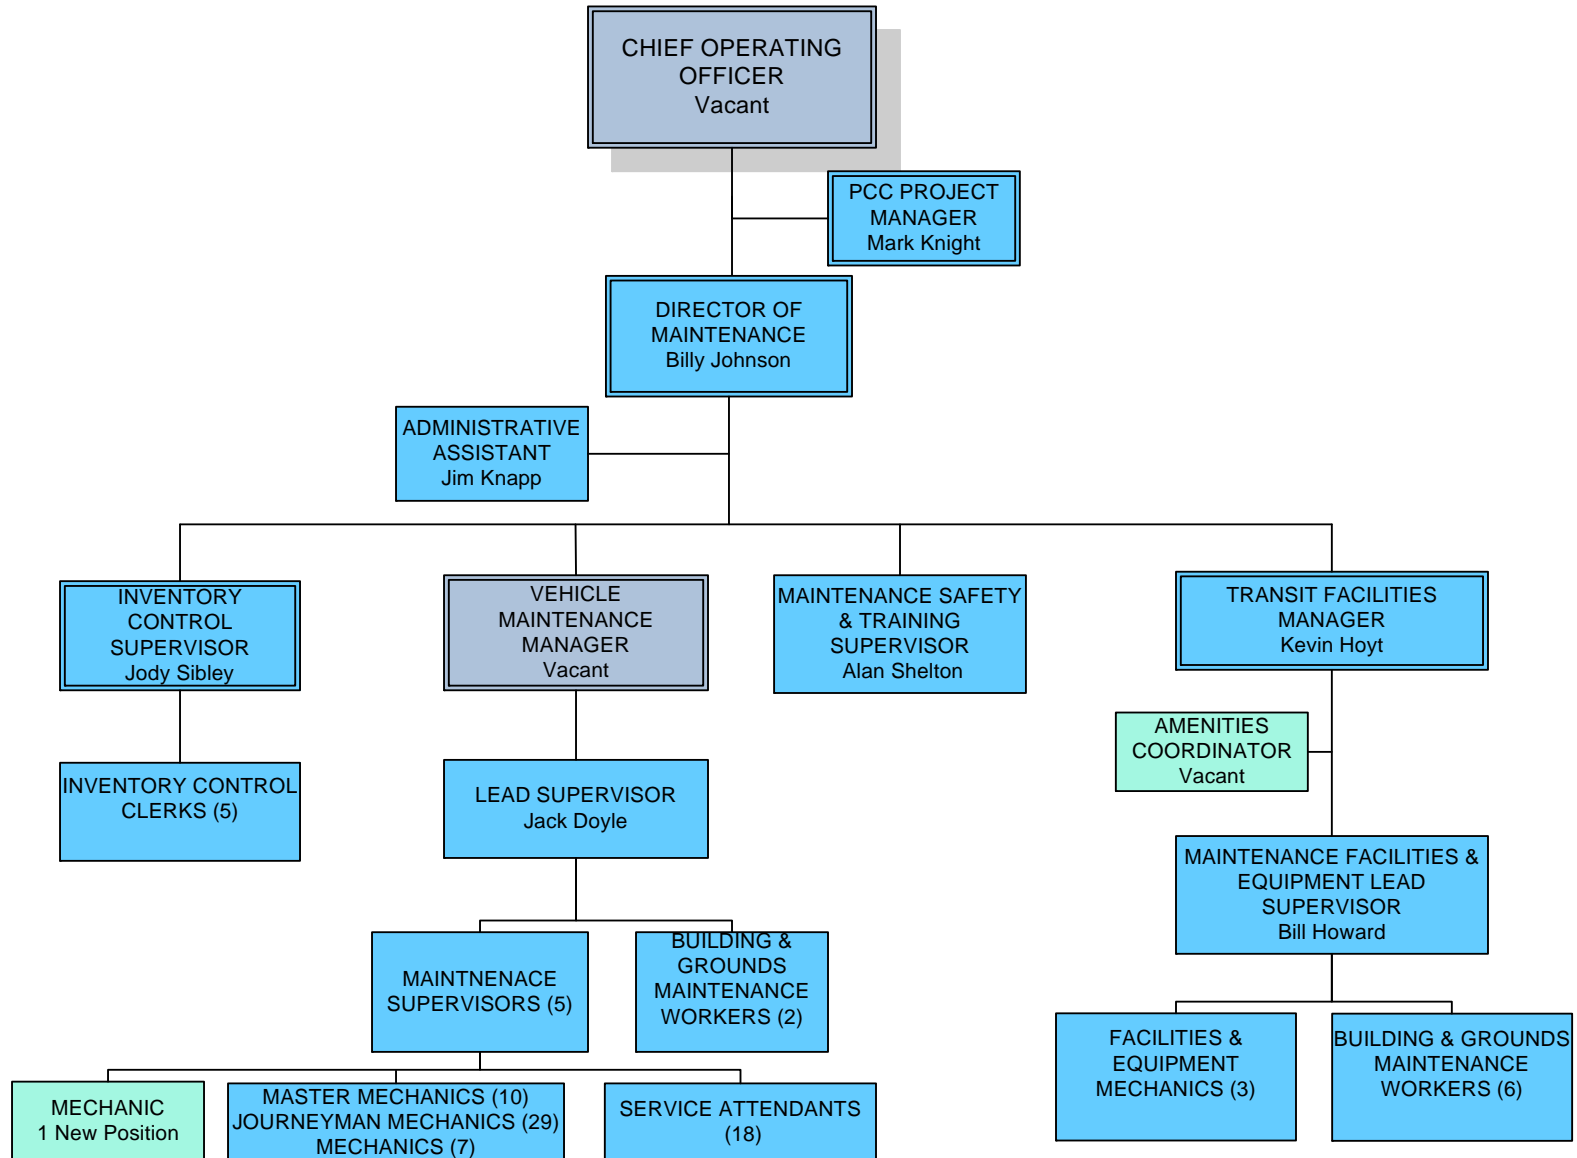 CHIEF OPERATING
OFFICER
Vacant
PCC PROJECT
MANAGER
Mark Knight
DIRECTOR OF
MAINTENANCE
Billy Johnson
ADMINISTRATIVE
ASSISTANT
Jim Knapp
INVENTORY
CONTROL
SUPERVISOR
Jody Sibley
VEHICLE
MAINTENANCE
MANAGER
Vacant
MAINTENANCE SAFETY
& TRAINING
SUPERVISOR
Alan Shelton
TRANSIT FACILITIES
MANAGER
Kevin Hoyt
AMENITIES
COORDINATOR
Vacant
INVENTORY CONTROL
CLERKS (5)
LEAD SUPERVISOR
Jack Doyle
MAINTENANCE FACILITIES &
EQUIPMENT LEAD
SUPERVISOR
Bill Howard
MAINTNENACE
SUPERVISORS (5)
BUILDING &
GROUNDS
MAINTENANCE
WORKERS (2)
FACILITIES &
EQUIPMENT
MECHANICS (3)
BUILDING & GROUNDS
MAINTENANCE
WORKERS (6)
MECHANIC
1 New Position
MASTER MECHANICS (10)
JOURNEYMAN MECHANICS (29)
MECHANICS (7)
SERVICE ATTENDANTS
(18)